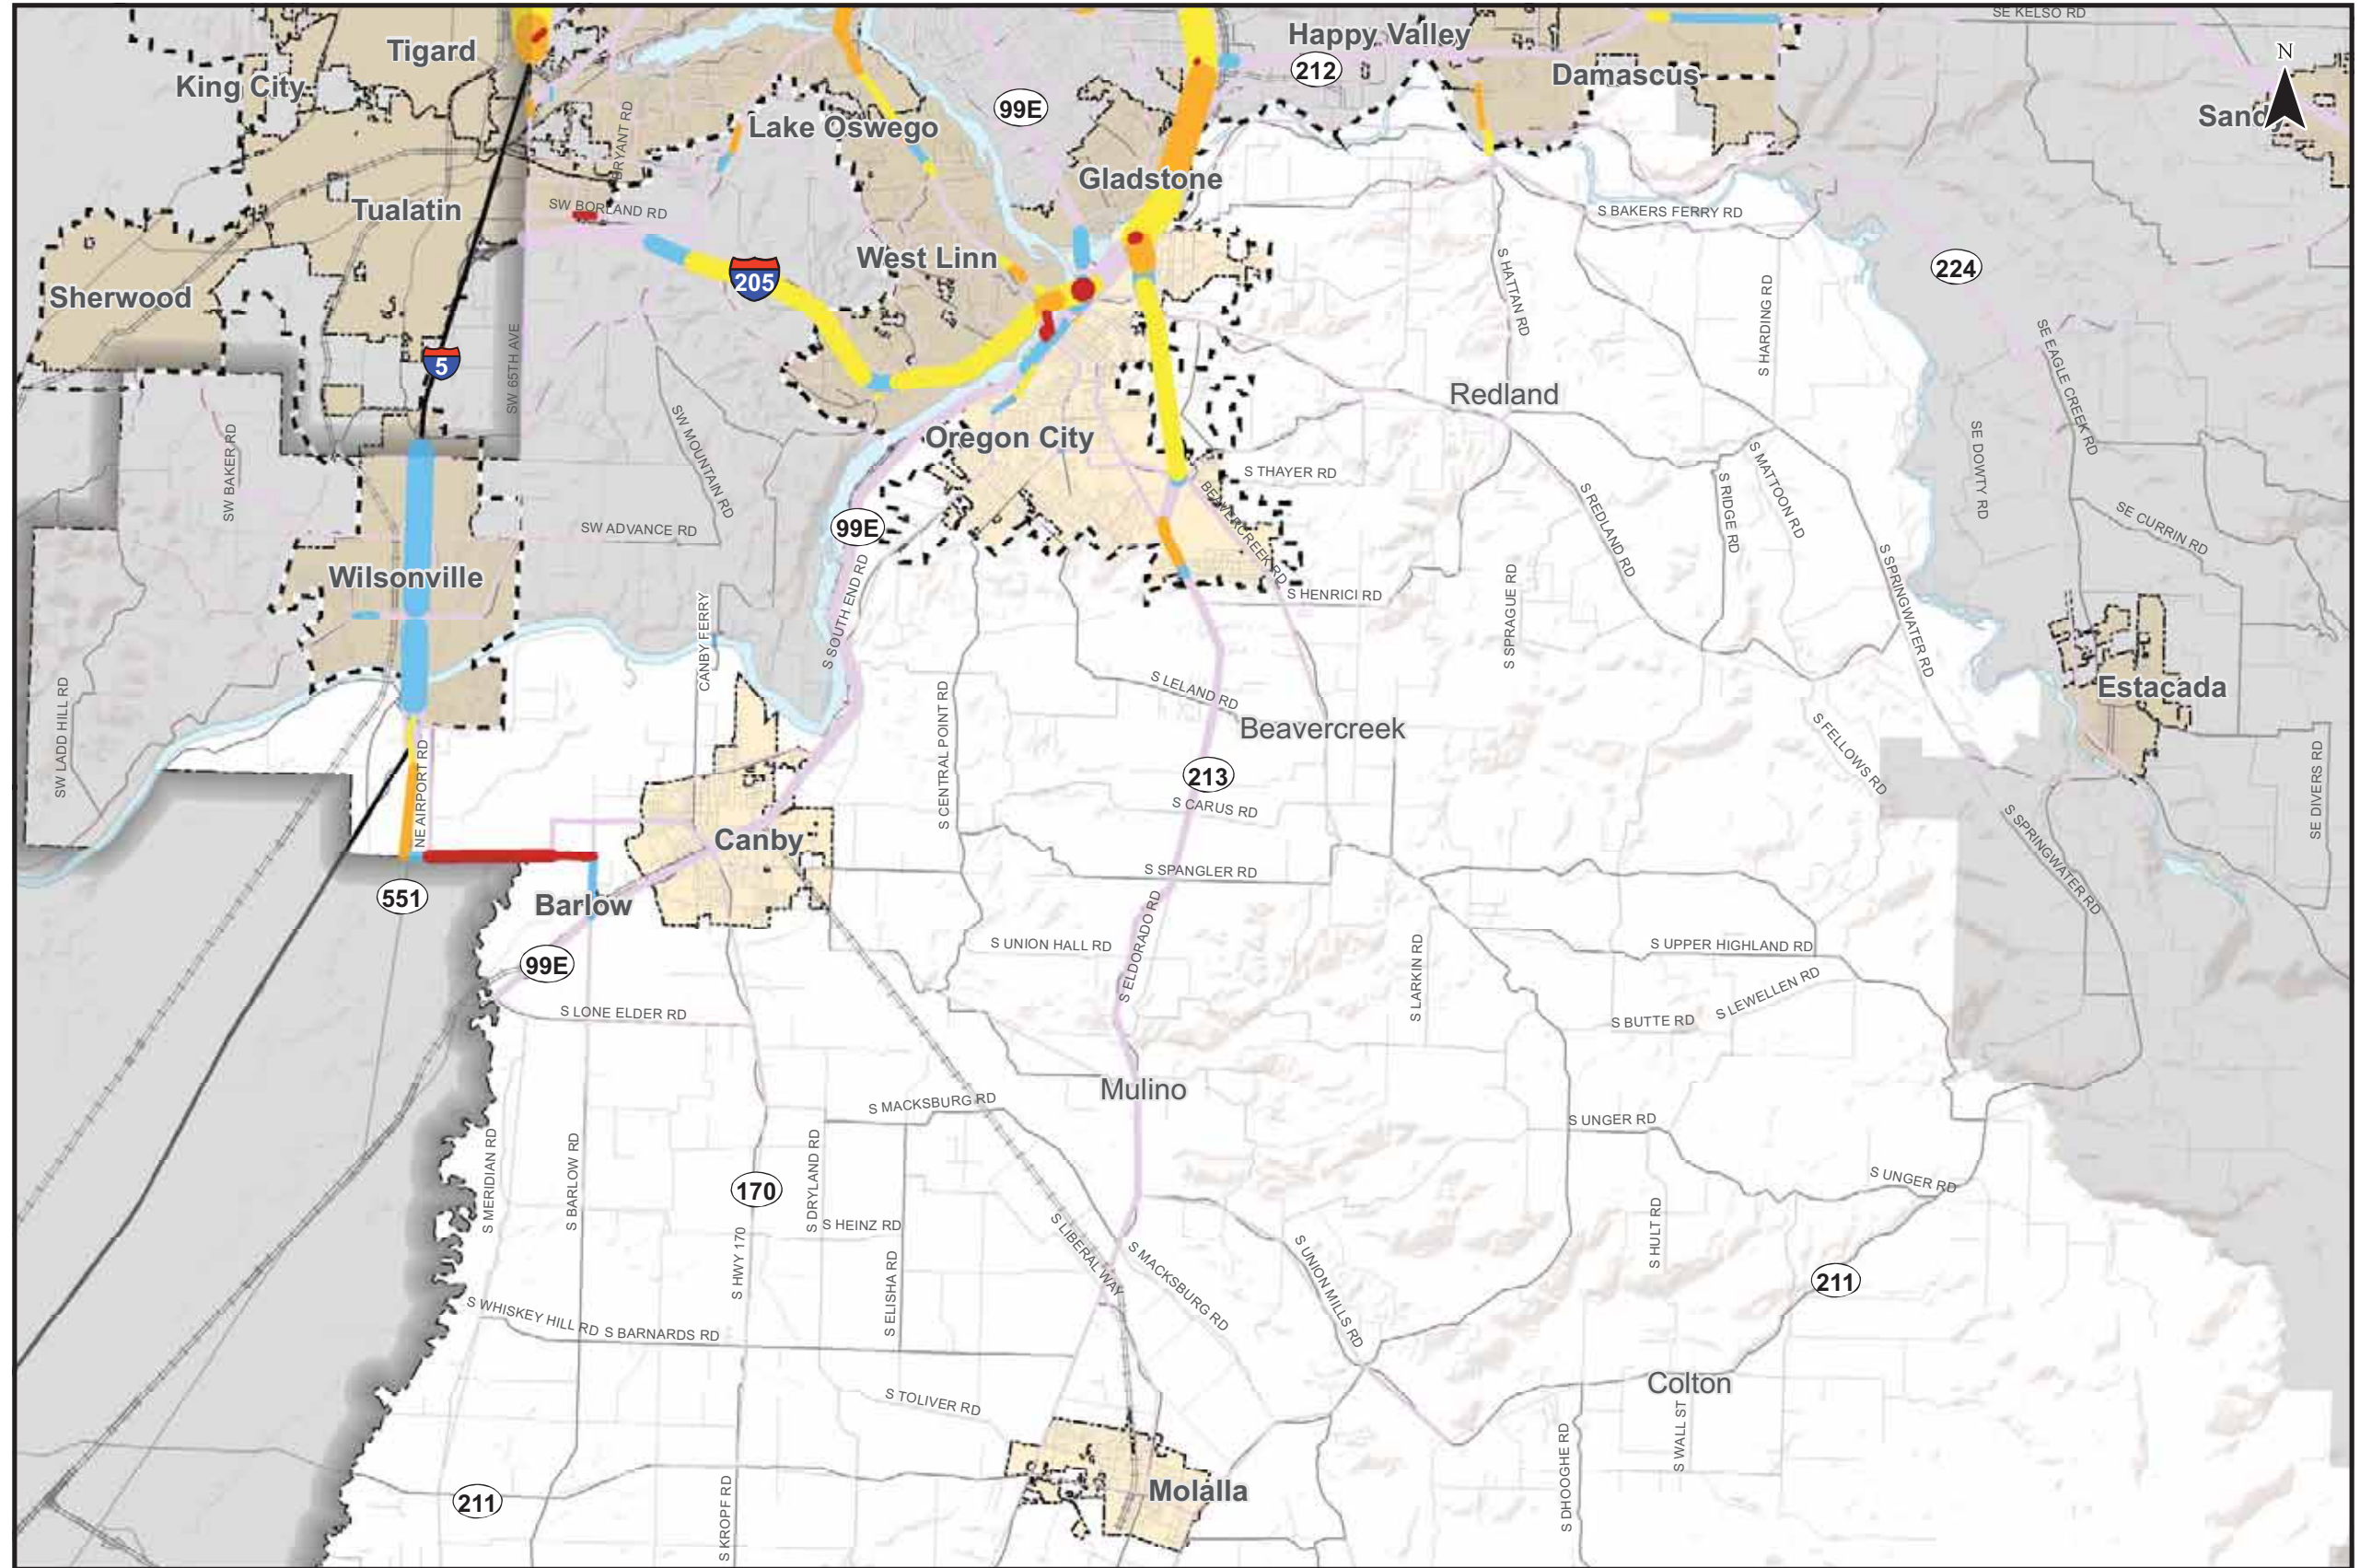 SE KELSO RD
Happy Valley
Tigard
N
212
Damascus
King City
99E
Sandy
Lake Oswego
BRYANT RD
Gladstone
Tualatin
SW BORLAND RD
S BAKERS FERRY RD
West Linn
224
205
Sherwood
S HATTAN RD
S HARDING RD
5
SW 65TH AVE
SE EAGLE CREEK RD
Redland
SW MOUNTAIN RD
Oregon City
SW BAKER RD
S THAYER RD
S MATTOON RD
SE DOWTY RD
BEAVERCREEK RD
S REDLAND RD
S RIDGE RD
99E
SW ADVANCE RD
SE CURRIN RD
Wilsonville
S SOUTH END RD
S HENRICI RD
S SPRAGUE RD
S SPRINGWATER RD
CANBY FERRY
Estacada
S LELAND RD
SW LADD HILL RD
S CENTRAL POINT RD
Beavercreek
S FELLOWS RD
213
NE AIRPORT RD
SE DIVERS RD
S CARUS RD
Canby
S SPRINGWATER RD
S SPANGLER RD
551
Barlow
S ELDORADO RD
S UNION HALL RD
S UPPER HIGHLAND RD
99E
S LARKIN RD
S LEWELLEN RD
S LONE ELDER RD
S BUTTE RD
Mulino
S MACKSBURG RD
S UNGER RD
S MERIDIAN RD
S BARLOW RD
170
S DRYLAND RD
S UNGER RD
S HEINZ RD
S LIBERAL WAY
S MACKSBURG RD
S HULT RD
S HWY 170
S ELISHA RD
S UNION MILLS RD
211
S WHISKEY HILL RD
S BARNARDS RD
Colton
S TOLIVER RD
S WALL ST
S DHOOGHE RD
Molalla
211
S KROPF RD